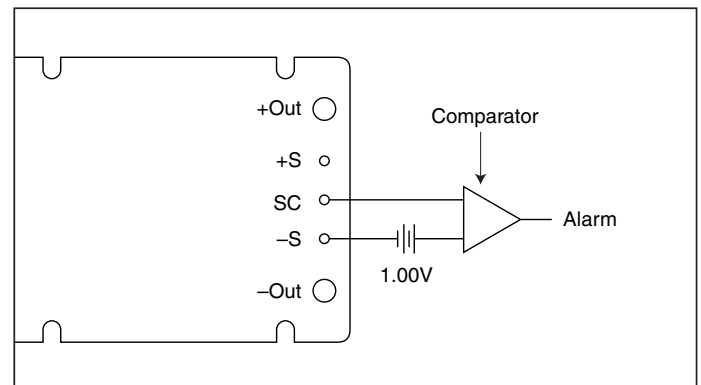 +Out
Comparator
+S
SC
Alarm
–S
1.00V
–Out